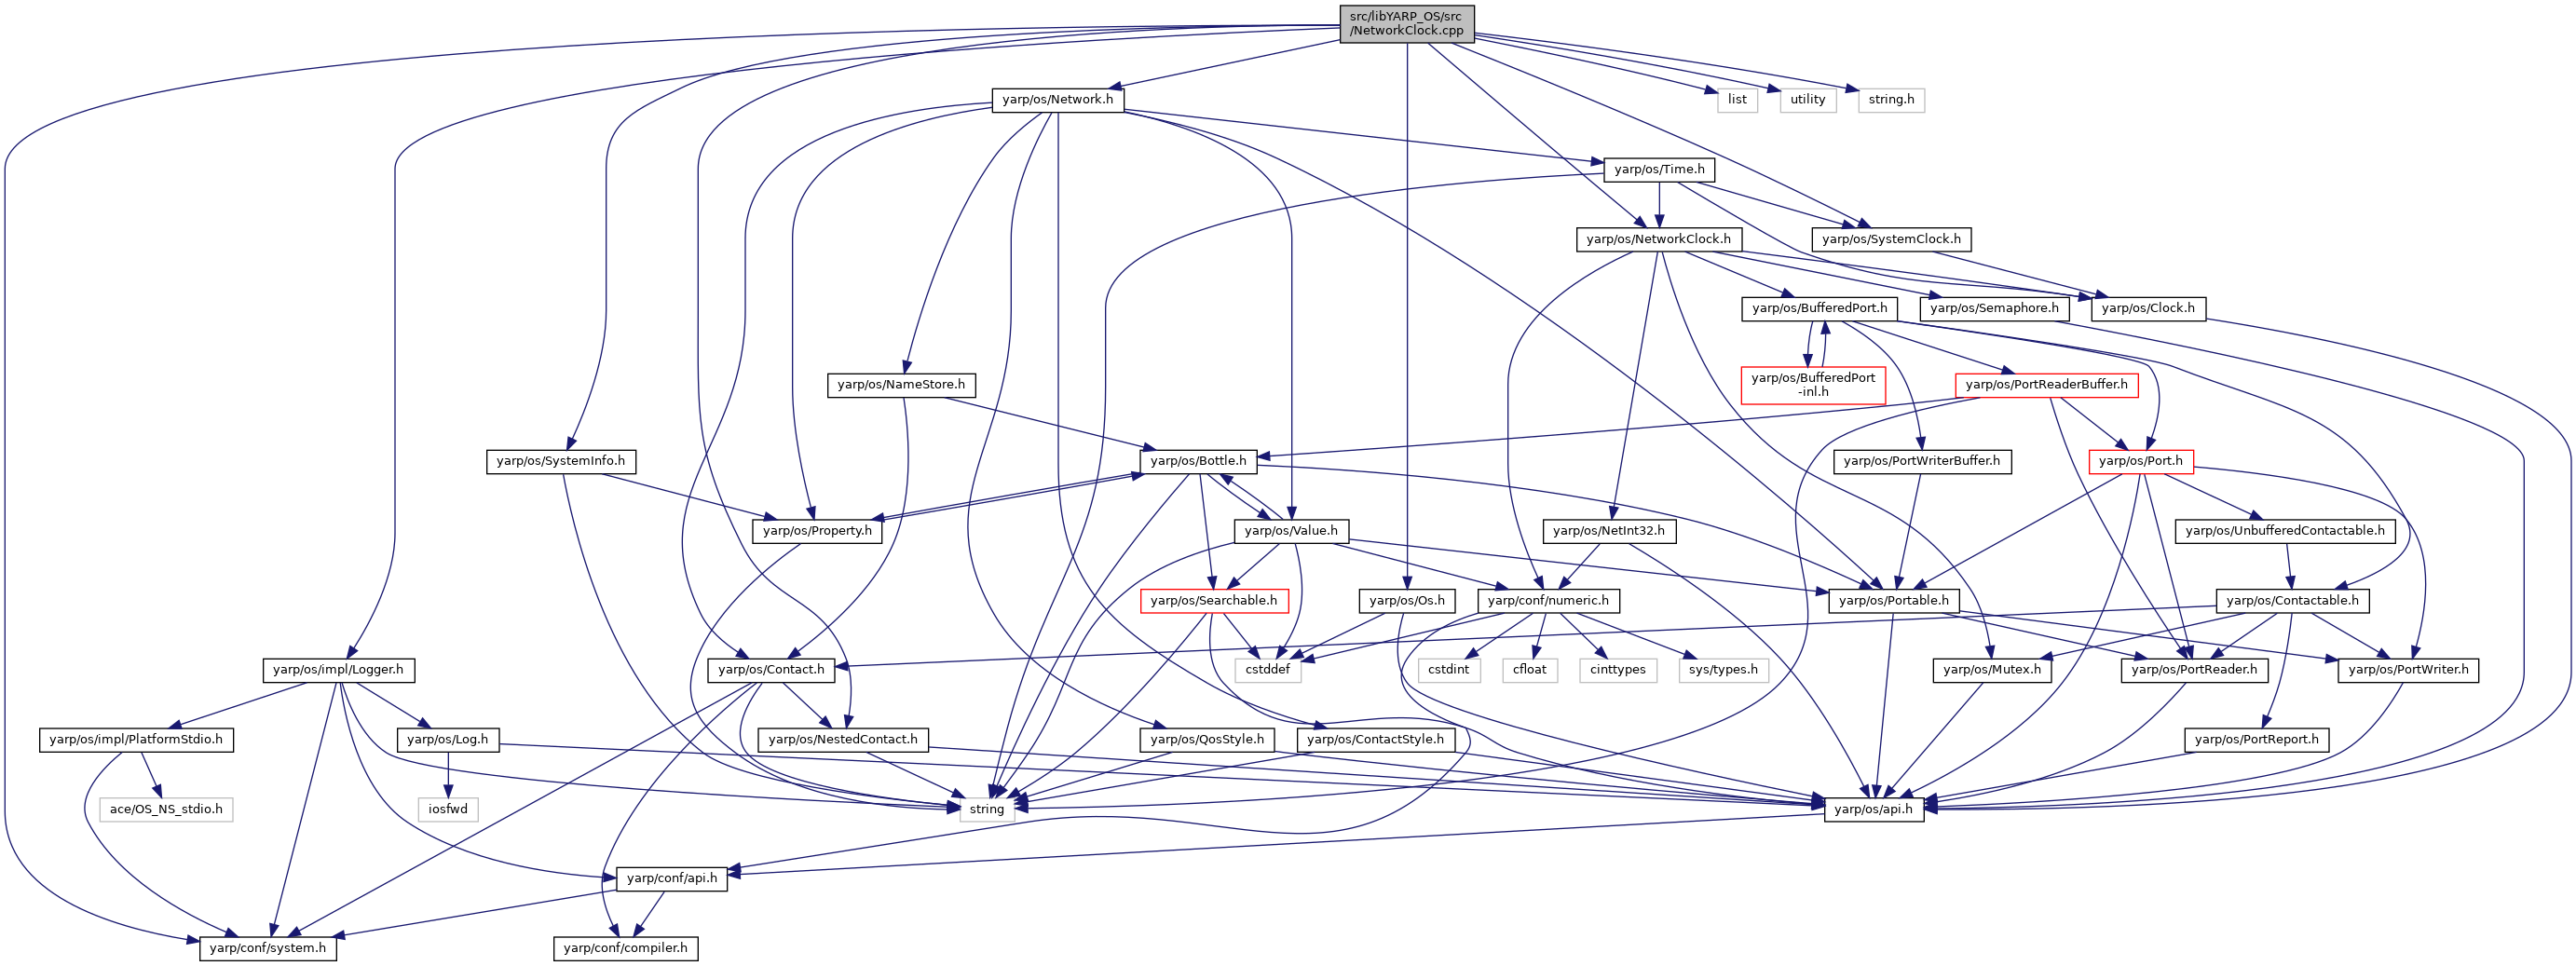 src/libYARP_OS/src
/NetworkClock.cpp
yarp/os/Network.h
list
utility
string.h
yarp/os/Time.h
yarp/os/NetworkClock.h
yarp/os/SystemClock.h
yarp/os/BufferedPort.h
yarp/os/Semaphore.h
yarp/os/Clock.h
yarp/os/NameStore.h
yarp/os/BufferedPort
-inl.h
yarp/os/PortReaderBuffer.h
yarp/os/SystemInfo.h
yarp/os/Bottle.h
yarp/os/PortWriterBuffer.h
yarp/os/Port.h
yarp/os/Property.h
yarp/os/Value.h
yarp/os/NetInt32.h
yarp/os/UnbufferedContactable.h
yarp/os/Searchable.h
yarp/os/Os.h
yarp/conf/numeric.h
yarp/os/Portable.h
yarp/os/Contactable.h
yarp/os/impl/Logger.h
yarp/os/Contact.h
cstddef
cstdint
cfloat
cinttypes
sys/types.h
yarp/os/Mutex.h
yarp/os/PortReader.h
yarp/os/PortWriter.h
yarp/os/impl/PlatformStdio.h
yarp/os/Log.h
yarp/os/NestedContact.h
yarp/os/QosStyle.h
yarp/os/ContactStyle.h
yarp/os/PortReport.h
ace/OS_NS_stdio.h
iosfwd
string
yarp/os/api.h
yarp/conf/api.h
yarp/conf/system.h
yarp/conf/compiler.h